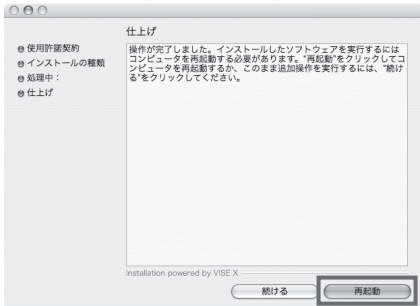 仕上げ
使用許諾契約
インストールの種類
処理中：
仕上げ
操作が完了しました。インストールしたソフトウェアを実行するには
コンピュータを再起動する必要があります。"再起動"をクリックしてコ
ンピュータを再起動するか、このまま追加操作を実行するには、"続け
る"をクリックしてください。
Installation powered by VISE X
続ける
再起動